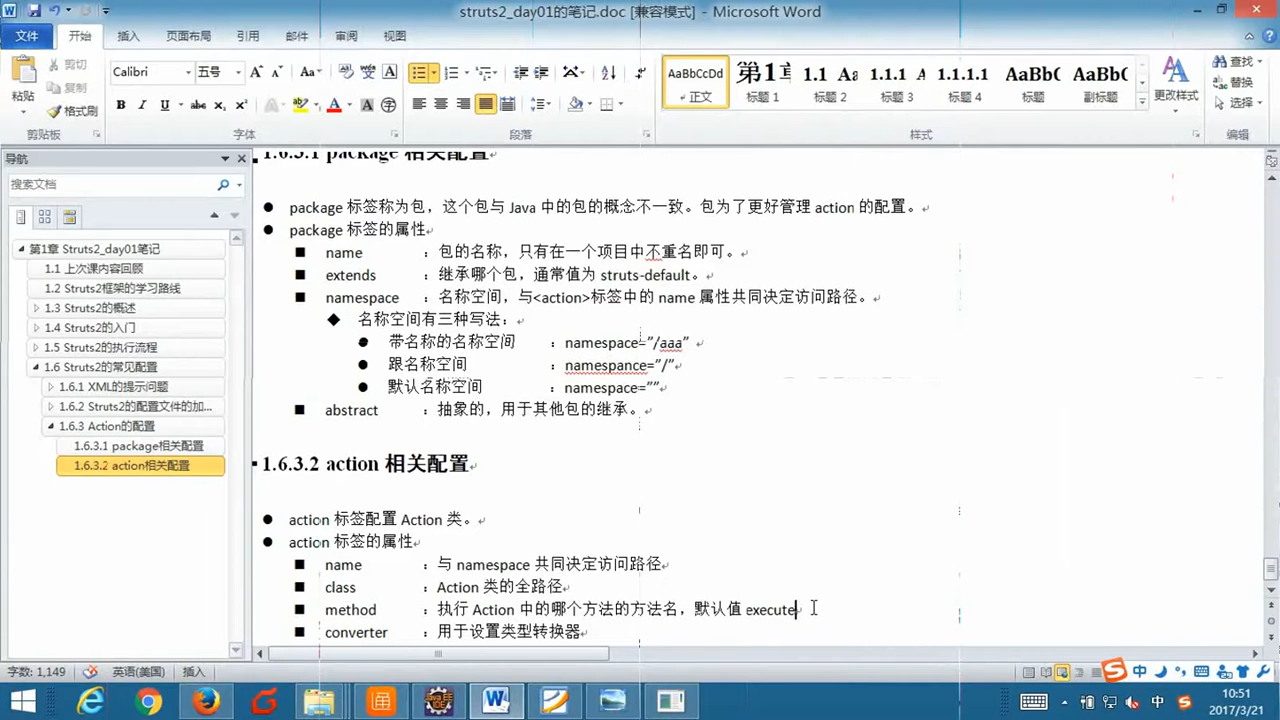 struts2_day01的笔记.doc [兼容模式] - Microsoft Word
文件 开始 插入 页面布局 引用 邮件 审阅 视图
粘贴 剪切 复制 格式刷
Calibri 五号
AaBbCcDd 第1章 1.1 Aa 1.1.1 A 1.1.1.1 AaBb( AaBb(
正文 标题 1 标题 2 标题 3 标题 4 标题 副标题
更改样式
查找 替换 选择
剪贴板 字体 段落 样式 编辑
导航
搜索文档
第1章 Struts2_day01笔记
1.1 上次课内容回顾
1.2 Struts2框架的学习路线
1.3 Struts2的概述
1.4 Struts2的入门
1.5 Struts2的执行流程
1.6 Struts2的常见配置
1.6.1 XML的提示问题
1.6.2 Struts2的配置文件的加...
1.6.3 Action的配置
1.6.3.1 package相关配置
1.6.3.2 action相关配置
1.6.3.1 package 相关配置
● package 标签称为包，这个包与 Java 中的包的概念不一致。包为了更好管理 action 的配置。
● package 标签的属性
■ name ：包的名称，只有在一个项目中不重名即可。
■ extends ：继承哪个包，通常值为 struts-default。
■ namespace ：名称空间，与<action>标签中的 name 属性共同决定访问路径。
◆ 名称空间有三种写法：
● 带名称的名称空间 ：namespace=”/aaa”
● 跟名称空间 ：namespance=”/”
● 默认名称空间 ：namespace=””
■ abstract ：抽象的，用于其他包的继承。
1.6.3.2 action 相关配置
● action 标签配置 Action 类。
● action 标签的属性
■ name ：与 namespace 共同决定访问路径
■ class ：Action 类的全路径
■ method ：执行 Action 中的哪个方法的方法名，默认值 execute
■ converter ：用于设置类型转换器
字数: 1,149 英语(美国) 插入
中
中
10:51
2017/3/21